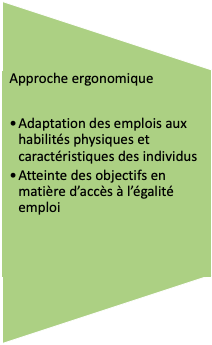 Approche ergonomique
• Adaptation des emplois aux
habilités physiques et
caractéristiques des individus
• Atteinte des objectifs en
matière d’accès à l’égalité
emploi